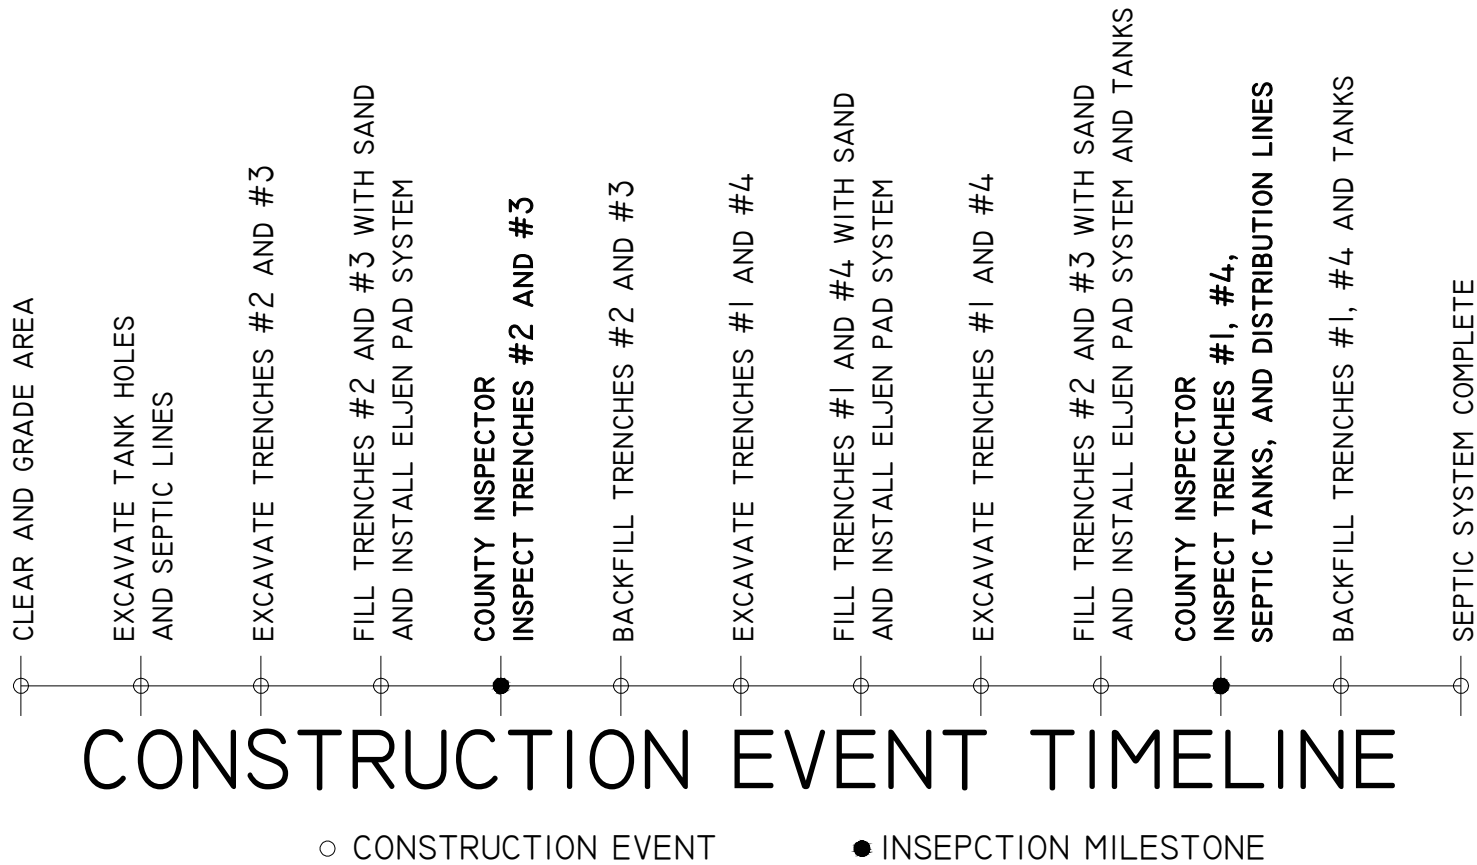 CLEAR AND GRADE AREA
EXCAVATE TANK HOLES
AND SEPTIC LINES
EXCAVATE TRENCHES #2 AND #3
FILL TRENCHES #2 AND #3 WITH SAND
AND INSTALL ELJEN PAD SYSTEM
COUNTY INSPECTOR
INSPECT TRENCHES #2 AND #3
BACKFILL TRENCHES #2 AND #3
EXCAVATE TRENCHES #1 AND #4
FILL TRENCHES #1 AND #4 WITH SAND
AND INSTALL ELJEN PAD SYSTEM
EXCAVATE TRENCHES #1 AND #4
FILL TRENCHES #2 AND #3 WITH SAND
AND INSTALL ELJEN PAD SYSTEM AND TANKS
COUNTY INSPECTOR
INSPECT TRENCHES #1, #4,
SEPTIC TANKS, AND DISTRIBUTION LINES
BACKFILL TRENCHES #1, #4 AND TANKS
SEPTIC SYSTEM COMPLETE
CONSTRUCTION EVENT TIMELINE
CONSTRUCTION EVENT
INSEPCTION MILESTONE